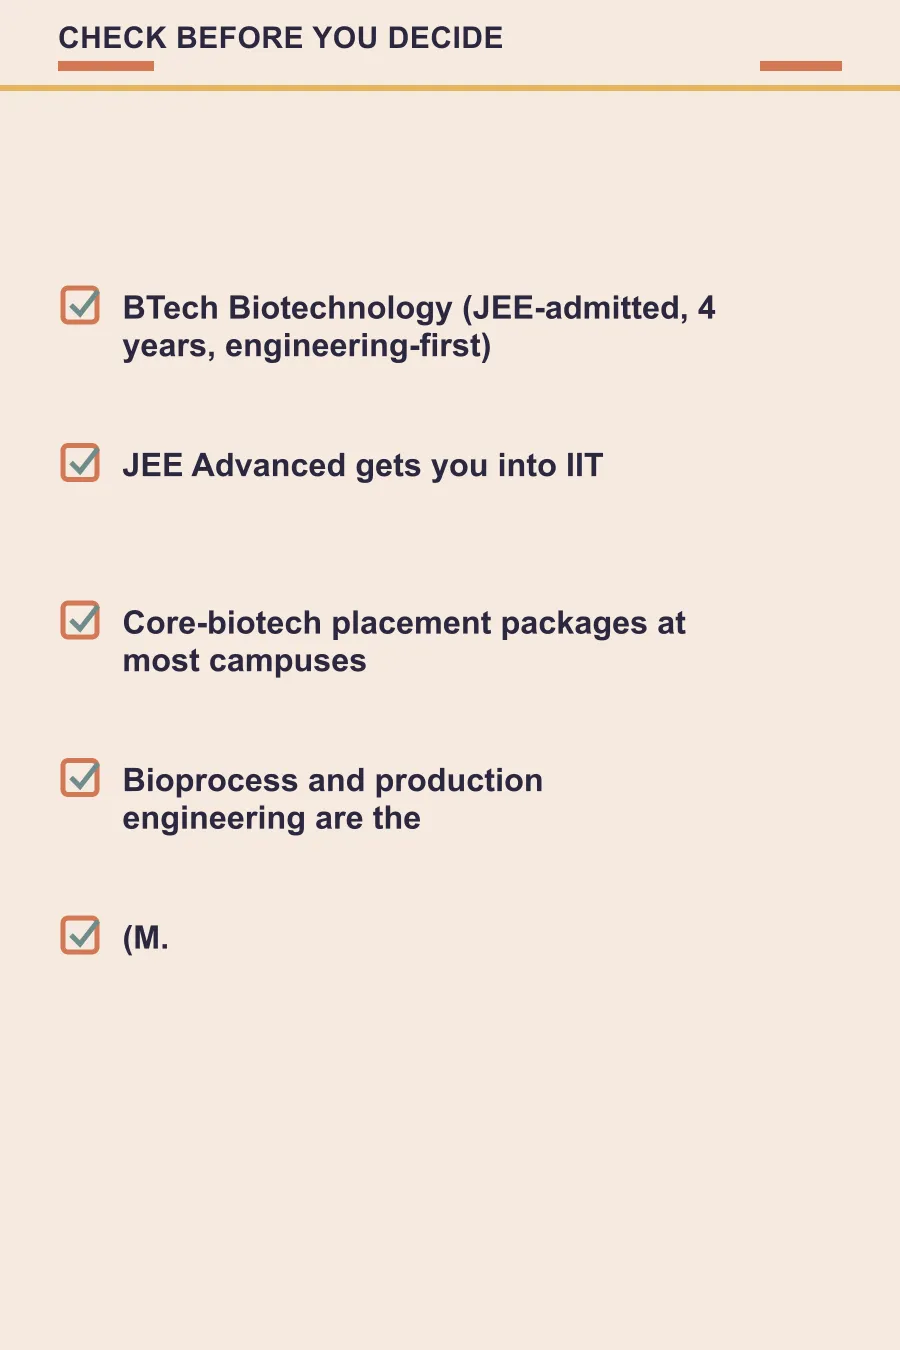 CHECK BEFORE YOU DECIDE
BTech Biotechnology (JEE-admitted, 4
years, engineering-first)
JEE Advanced gets you into IIT
Core-biotech placement packages at
most campuses
Bioprocess and production
engineering are the
(M.